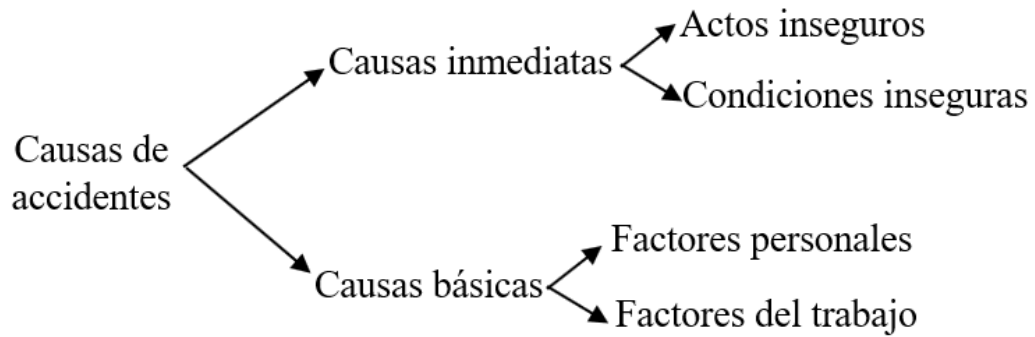 Causas de
accidentes
Causas inmediatas
Actos inseguros
Condiciones inseguras
Causas básicas
Factores personales
Factores del trabajo